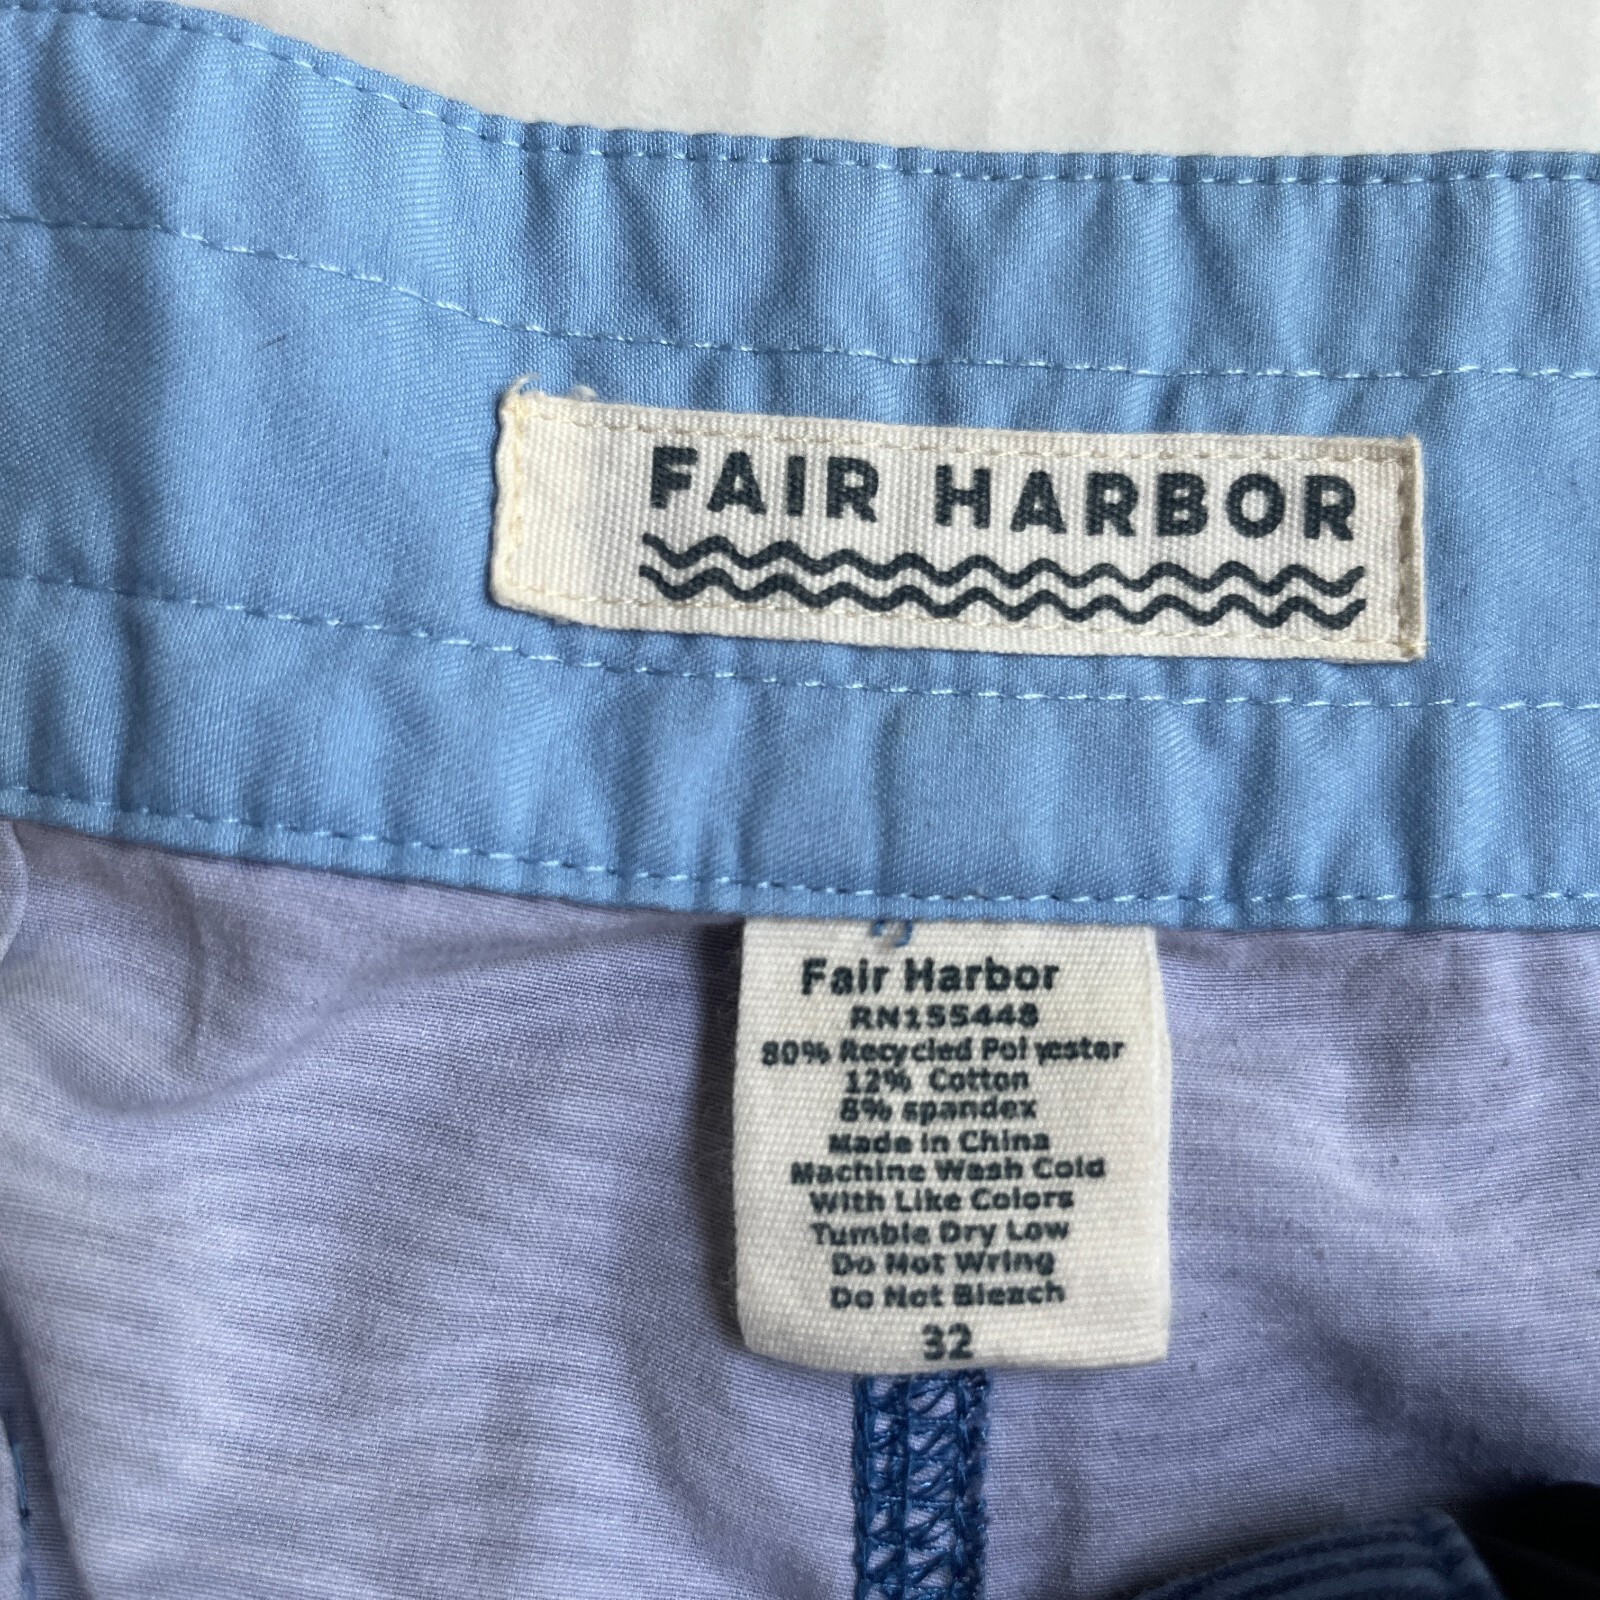 FAIR HARBOR
Fair Harbor
RN155448
80% Recycled Polyester
12% Cotton
8% spandex
Made in China
Machine Wash Cold
With Like Colors
Tumble Dry Low
Do Not Wring
Do Not Bleach
32